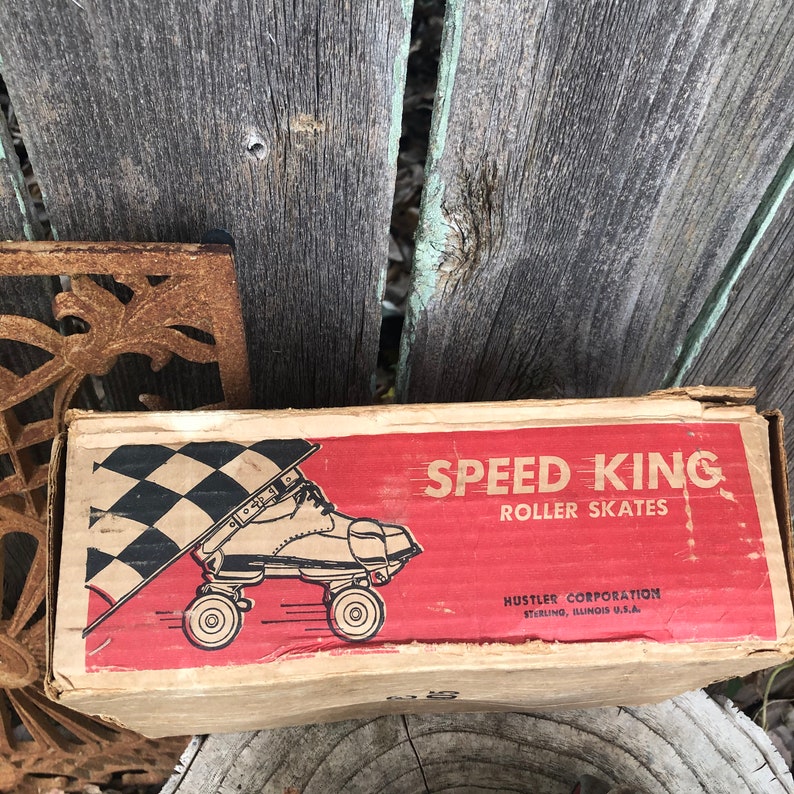 SPEED KING
ROLLER SKATES
HUSTLER CORPORATION
STERLING, ILLINOIS U.S.A.